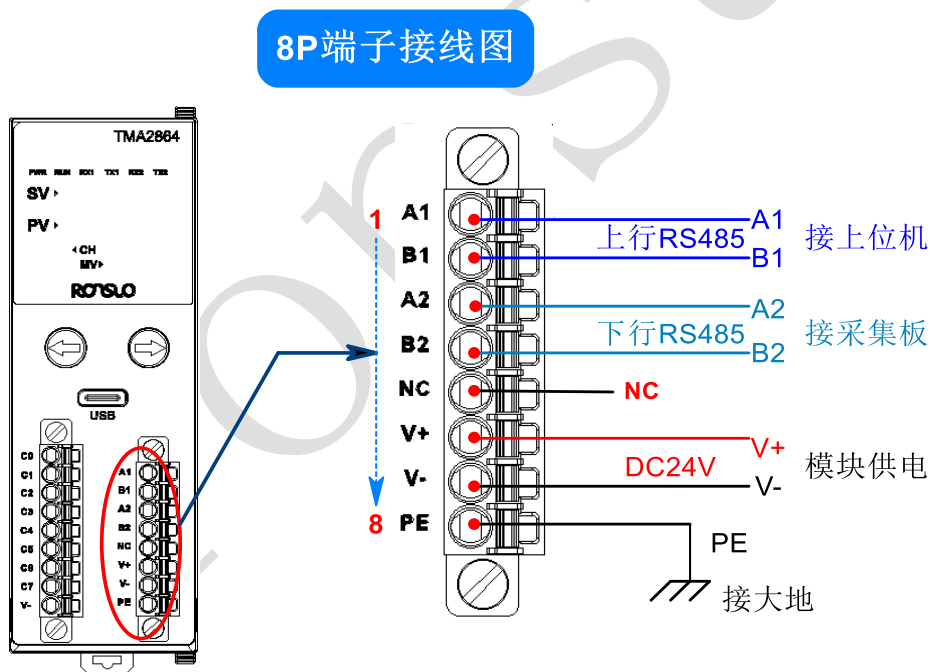 8P端子接线图
TMA2864
PWR RUN RX1 TX1 RX2 TX2
SV
PV
CH
MV
RONSLO
USB
C0
C1
C2
C3
C4
C5
C6
C7
V-
A1
B1
A2
B2
NC
V+
V-
PE
1
8
A1
B1
A2
B2
NC
V+
V-
PE
上行RS485
A1
B1
接上位机
下行RS485
A2
B2
接采集板
NC
DC24V
V+
V-
模块供电
PE
接大地